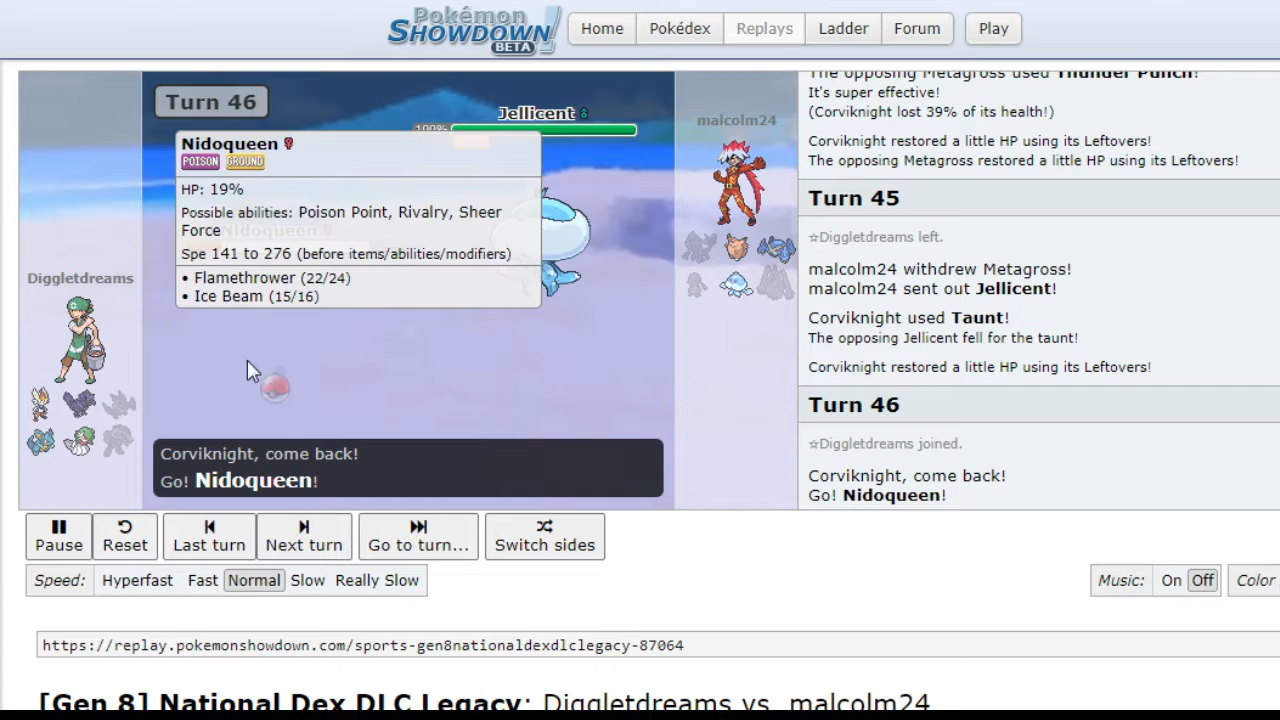 Pokémon
SHOWDOWN!
BETA
Home
Pokédex
Replays
Ladder
Forum
Play
Turn 46
Jellicent
100%
Nidoqueen
POISON GROUND
HP: 19%
Possible abilities: Poison Point, Rivalry, Sheer
Force
Spe 141 to 276 (before items/abilities/modifiers)
• Flamethrower (22/24)
• Ice Beam (15/16)
Diggletdreams
malcolm24
Corviknight, come back!
Go! Nidoqueen!
The opposing Metagross used Thunder Punch!
It's super effective!
(Corviknight lost 39% of its health!)
Corviknight restored a little HP using its Leftovers!
The opposing Metagross restored a little HP using its Leftovers!
Turn 45
☆Diggletdreams left.
malcolm24 withdrew Metagross!
malcolm24 sent out Jellicent!
Corviknight used Taunt!
The opposing Jellicent fell for the taunt!
Corviknight restored a little HP using its Leftovers!
Turn 46
☆Diggletdreams joined.
Corviknight, come back!
Go! Nidoqueen!
Pause
Reset
Last turn
Next turn
Go to turn...
Switch sides
Speed: Hyperfast Fast Normal Slow Really Slow
Music: On Off
Color
https://replay.pokemonshowdown.com/sports-gen8nationaldexdlclegacy-87064
[Gen 8] National Dex DLC Legacy: Diggletdreams vs. malcolm24